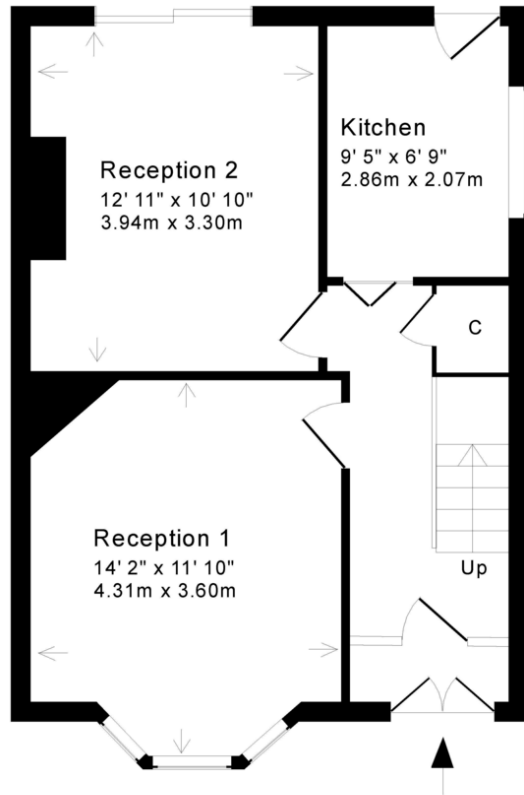 Reception 2
12' 11" x 10' 10"
3.94m x 3.30m
Kitchen
9' 5" x 6' 9"
2.86m x 2.07m
C
Reception 1
14' 2" x 11' 10"
4.31m x 3.60m
Up